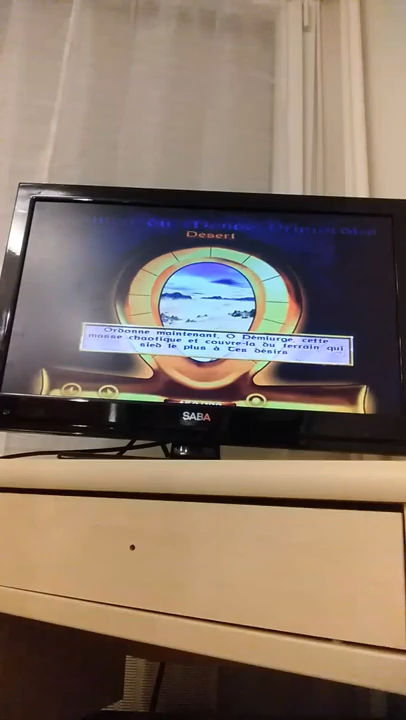 Desert
Ordonne maintenant, O Démiurge, cette
masse chaotique et couvre-la du terrain qui
sied le plus à Tes désirs
SABA